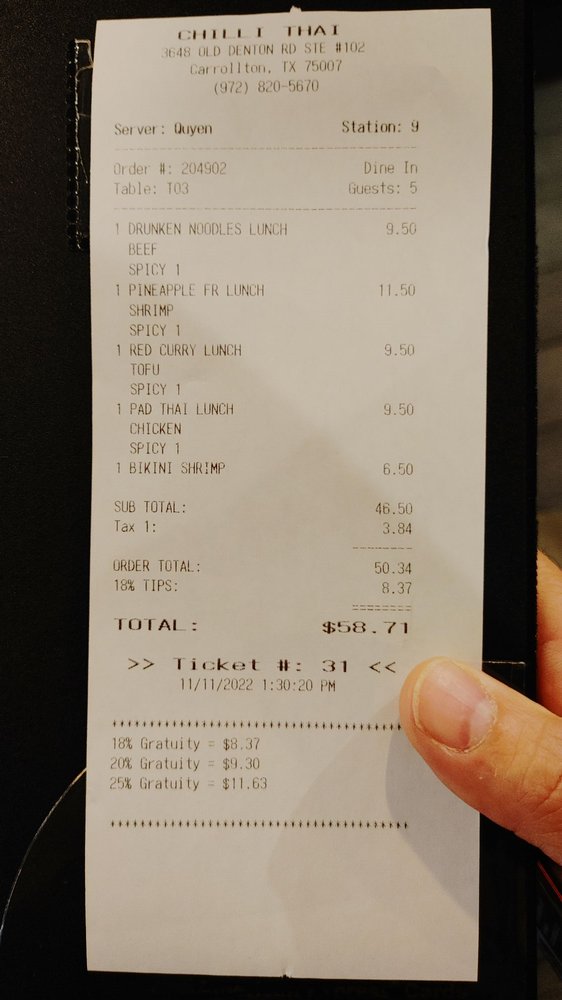 CHILLI THAI
3648 OLD DENTON RD STE #102
Carrollton, TX 75007
(972) 820-5670
Server: Quyen Station: 9
Order #: 204902 Dine In
Table: T03 Guests: 5
1 DRUNKEN NOODLES LUNCH 9.50
BEEF
SPICY 1
1 PINEAPPLE FR LUNCH 11.50
SHRIMP
SPICY 1
1 RED CURRY LUNCH 9.50
TOFU
SPICY 1
1 PAD THAI LUNCH 9.50
CHICKEN
SPICY 1
1 BIKINI SHRIMP 6.50
SUB TOTAL: 46.50
Tax 1: 3.84
ORDER TOTAL: 50.34
18% TIPS: 8.37
TOTAL: $58.71
>> Ticket #: 31 <<
11/11/2022 1:30:20 PM
18% Gratuity = $8.37
20% Gratuity = $9.30
25% Gratuity = $11.63